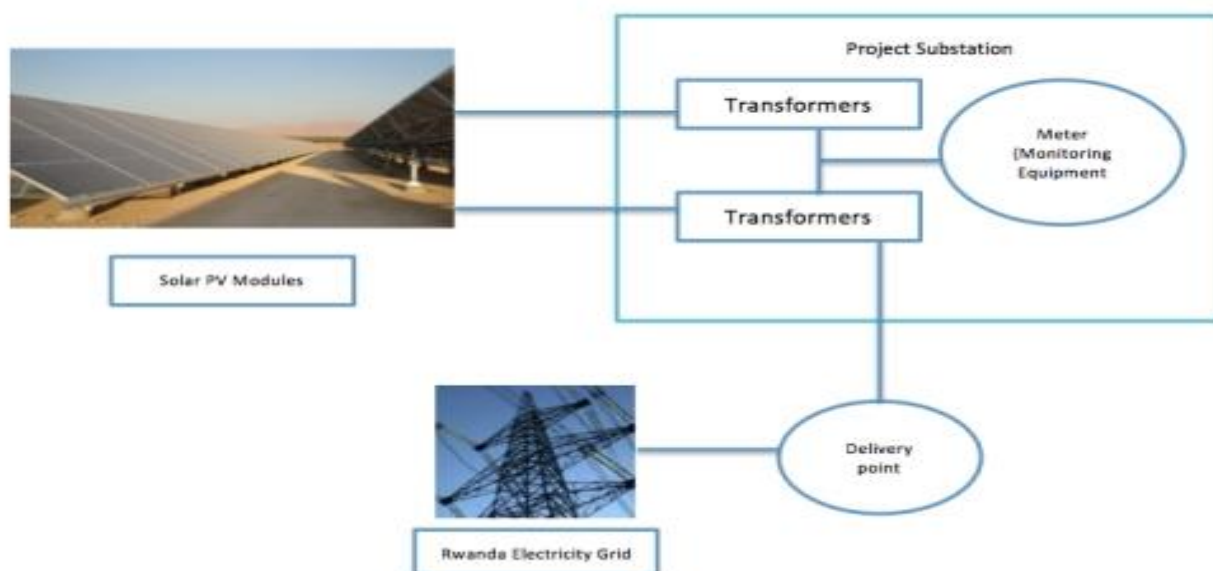 Project Substation
Transformers
Meter
(Monitoring
Equipment
Transformers
Solar PV Modules
Delivery
point
Rwanda Electricity Grid